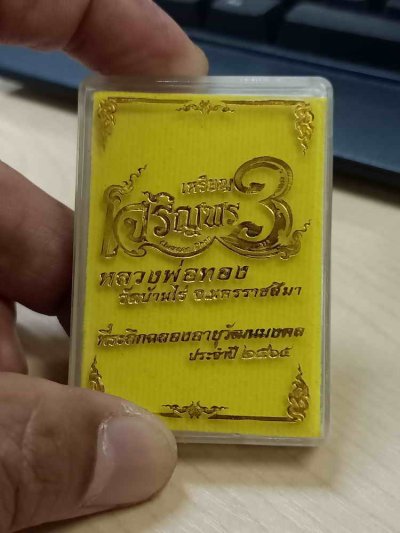 เหรียญ
เจริญพร 3
หลวงพ่อทอง
วัดบ้านไร่ จ.นครราชสีมา
ที่ระลึกฉลองอายุวัฒนมงคล
ประจำปี ๒๕๖๕